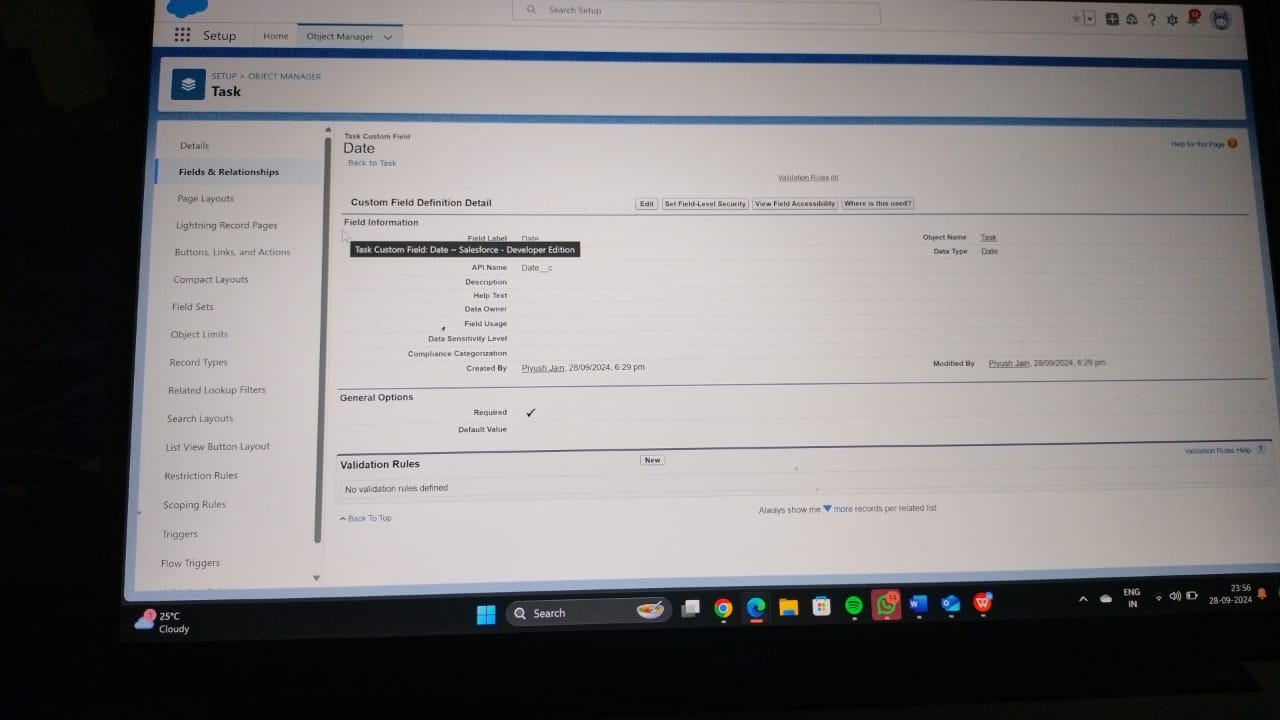 Search Setup
12
Setup
Home
Object Manager
SETUP > OBJECT MANAGER
Task
Details
Fields & Relationships
Page Layouts
Lightning Record Pages
Buttons, Links, and Actions
Compact Layouts
Field Sets
Object Limits
Record Types
Related Lookup Filters
Search Layouts
List View Button Layout
Restriction Rules
Scoping Rules
Triggers
Flow Triggers
Task Custom Field
Date
Back to Task
Help for this Page ?
Validation Rules [0]
Custom Field Definition Detail
Edit Set Field-Level Security View Field Accessibility Where is this used?
Field Information
Field Label Date
Object Name Task
Task Custom Field: Date ~ Salesforce - Developer Edition
Data Type Date
API Name Date__c
Description
Help Text
Data Owner
Field Usage
Data Sensitivity Level
Compliance Categorization
Created By Piyush Jain, 28/09/2024, 6:29 pm
Modified By Piyush Jain, 28/09/2024, 6:29 pm
General Options
Required ✓
Default Value
Validation Rules
New
Validation Rules Help ?
No validation rules defined.
Back To Top
Always show me more records per related list
1
25°C
Cloudy
Search
14
W
ENG
IN
23:56
28-09-2024